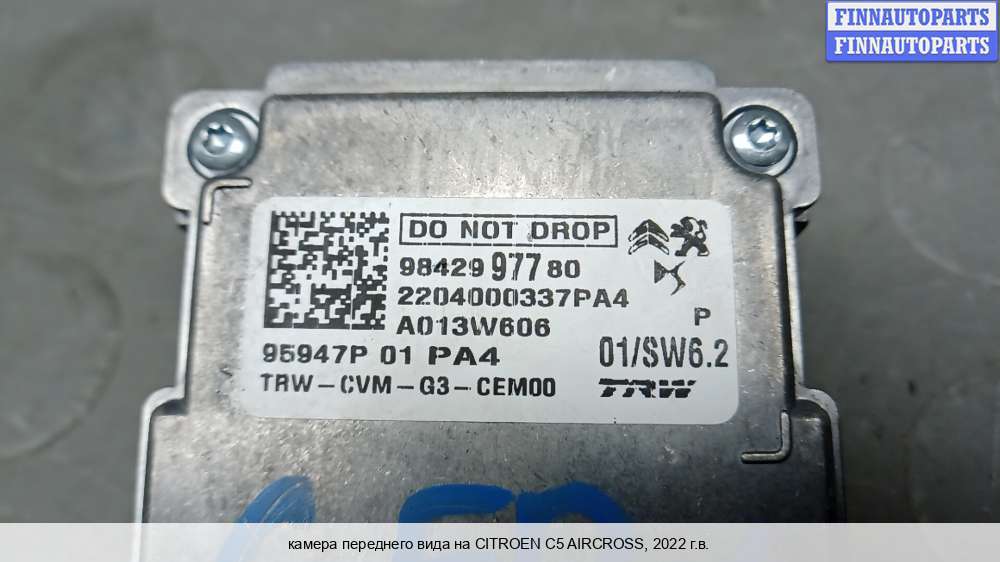 FINNAUTOPARTS
FINNAUTOPARTS
DO NOT DROP
98429 977 80
2204000337PA4
A013W606
P
95947P 01 PA4
01/SW6.2
TRW-CVM-G3-CEM00
TRW
камера переднего вида на CITROEN C5 AIRCROSS, 2022 г.в.